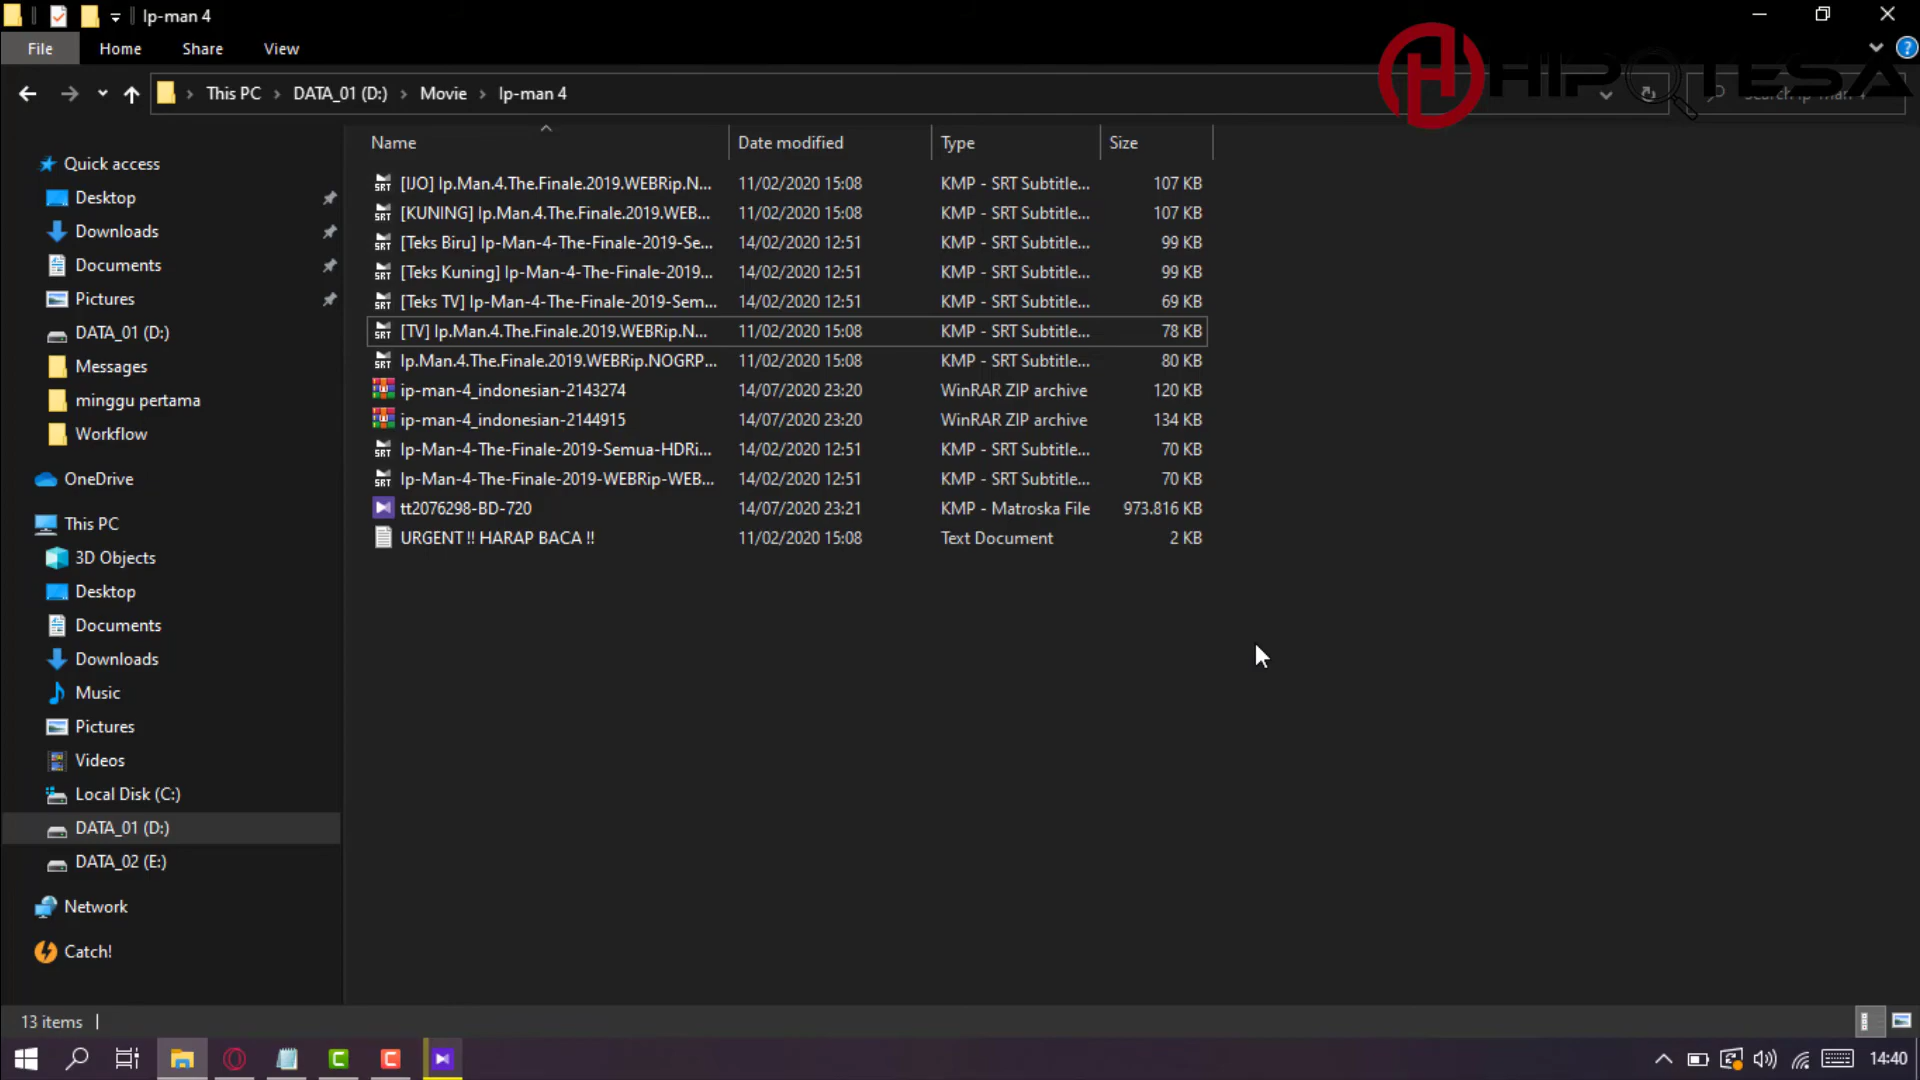 Ip-man 4
File Home Share View
HIPOTESA
This PC DATA_01 (D:) Movie Ip-man 4 Search Ip-man 4
Name Date modified Type Size
Quick access
Desktop
Downloads
Documents
Pictures
DATA_01 (D:)
Messages
minggu pertama
Workflow
OneDrive
This PC
3D Objects
Desktop
Documents
Downloads
Music
Pictures
Videos
Local Disk (C:)
DATA_01 (D:)
DATA_02 (E:)
Network
Catch!
[IJO] Ip.Man.4.The.Finale.2019.WEBRip.N... 11/02/2020 15:08 KMP - SRT Subtitle... 107 KB
[KUNING] Ip.Man.4.The.Finale.2019.WEB... 11/02/2020 15:08 KMP - SRT Subtitle... 107 KB
[Teks Biru] Ip-Man-4-The-Finale-2019-Se... 14/02/2020 12:51 KMP - SRT Subtitle... 99 KB
[Teks Kuning] Ip-Man-4-The-Finale-2019... 14/02/2020 12:51 KMP - SRT Subtitle... 99 KB
[Teks TV] Ip-Man-4-The-Finale-2019-Sem... 14/02/2020 12:51 KMP - SRT Subtitle... 69 KB
[TV] Ip.Man.4.The.Finale.2019.WEBRip.N... 11/02/2020 15:08 KMP - SRT Subtitle... 78 KB
Ip.Man.4.The.Finale.2019.WEBRip.NOGRP... 11/02/2020 15:08 KMP - SRT Subtitle... 80 KB
ip-man-4_indonesian-2143274 14/07/2020 23:20 WinRAR ZIP archive 120 KB
ip-man-4_indonesian-2144915 14/07/2020 23:20 WinRAR ZIP archive 134 KB
Ip-Man-4-The-Finale-2019-Semua-HDRi... 14/02/2020 12:51 KMP - SRT Subtitle... 70 KB
Ip-Man-4-The-Finale-2019-WEBRip-WEB... 14/02/2020 12:51 KMP - SRT Subtitle... 70 KB
tt2076298-BD-720 14/07/2020 23:21 KMP - Matroska File 973.816 KB
URGENT !! HARAP BACA !! 11/02/2020 15:08 Text Document 2 KB
13 items
14:40